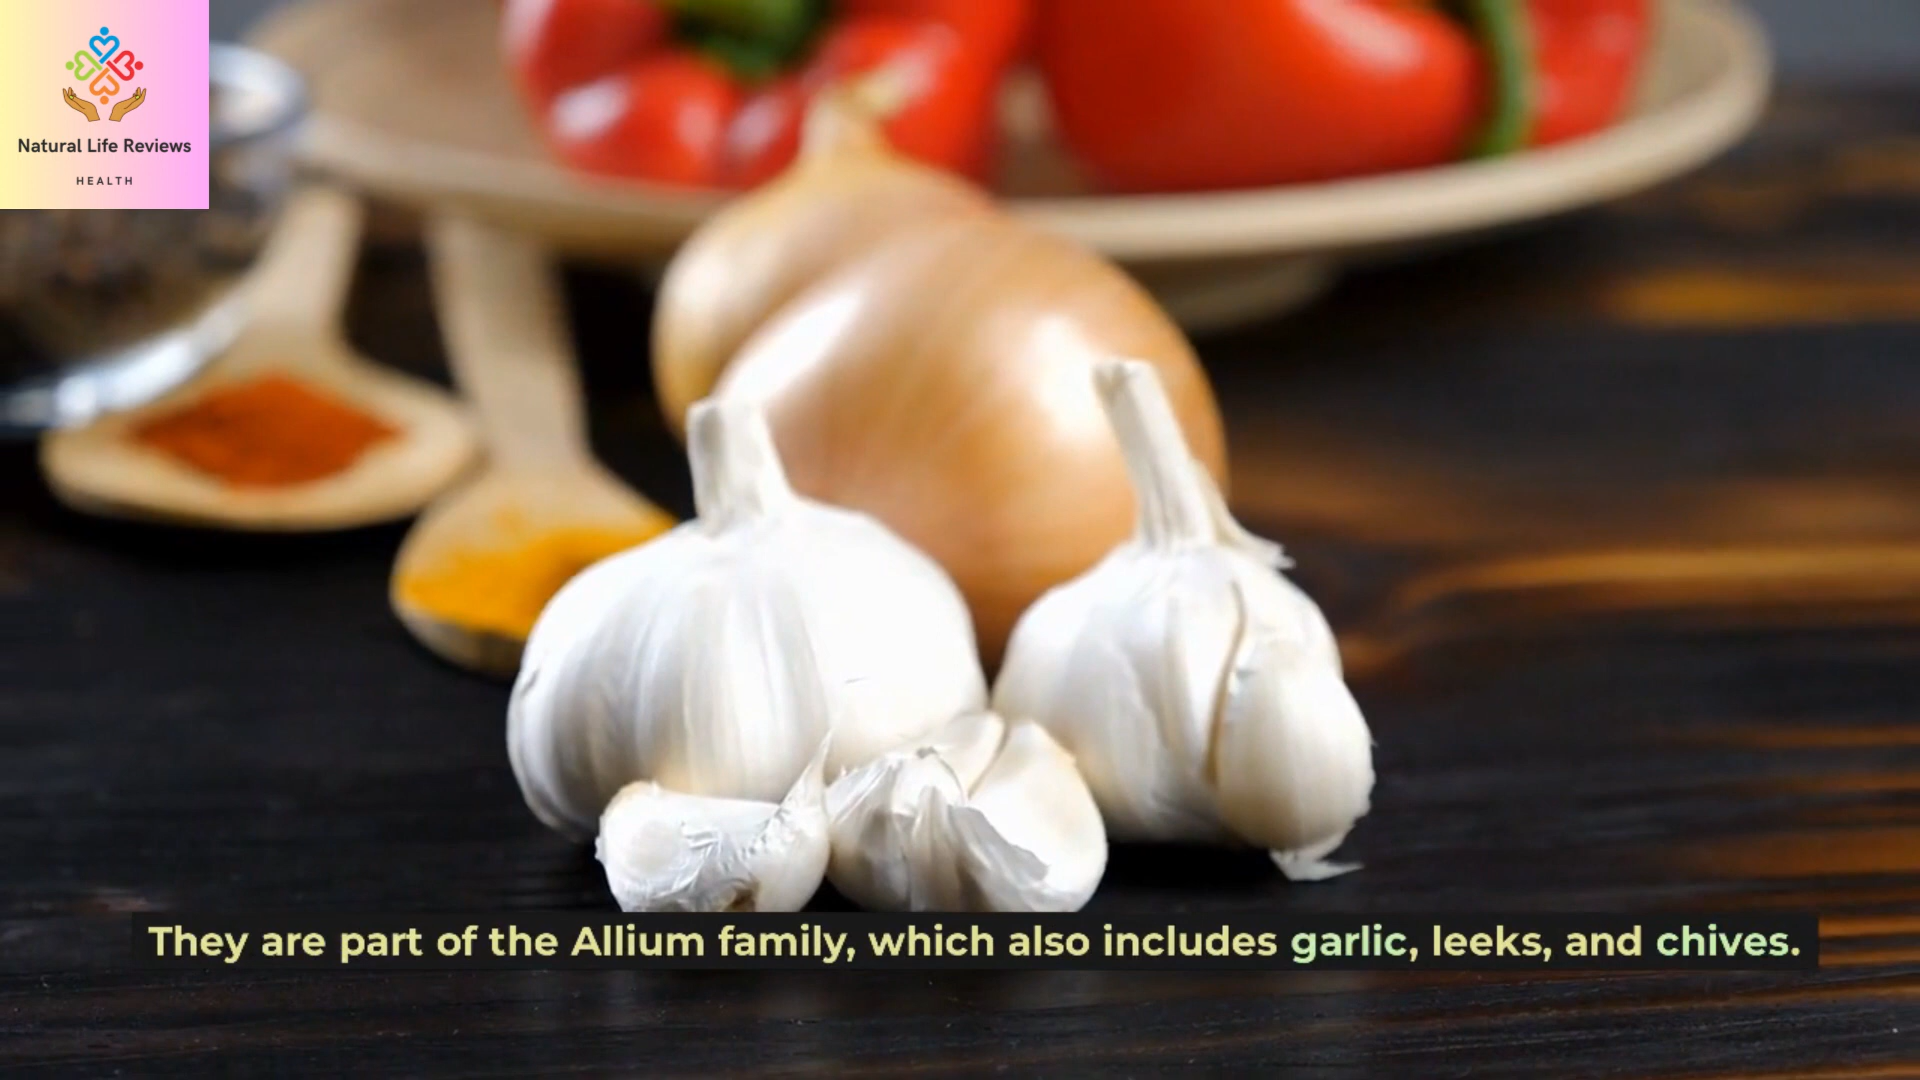 Natural Life Reviews
HEALTH
They are part of the Allium family, which also includes garlic, leeks, and chives.